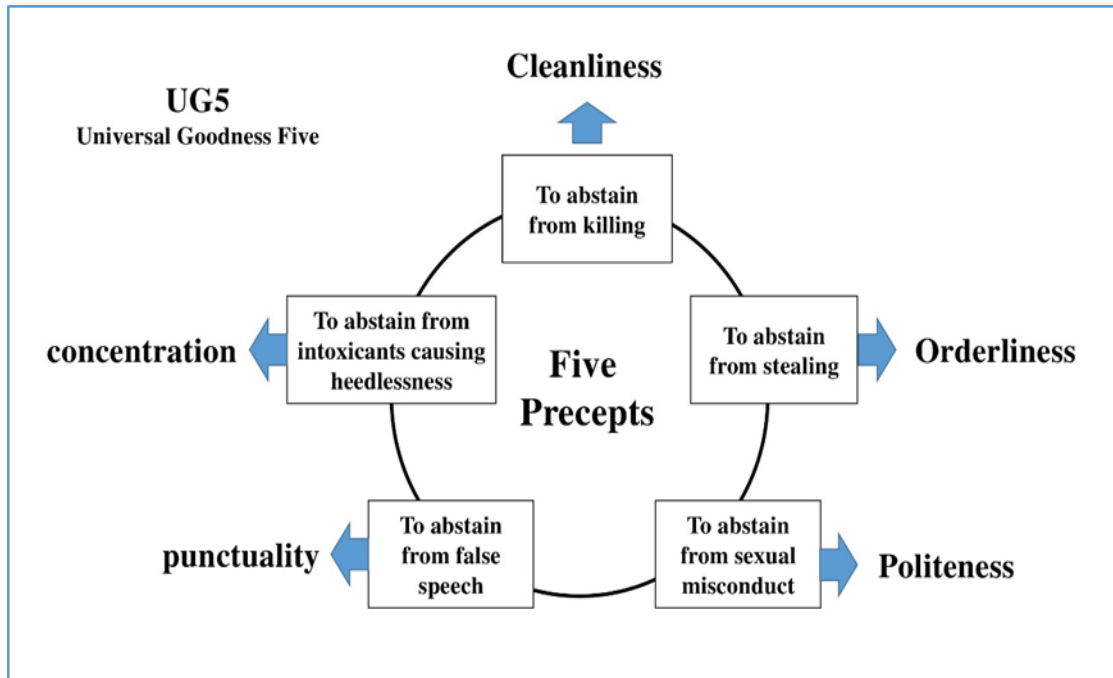 Cleanliness
UG5
Universal Goodness Five
To abstain
from killing
To abstain from
intoxicants causing
heedlessness
concentration
Five
Precepts
To abstain
from stealing
Orderliness
To abstain
from false
speech
punctuality
To abstain
from sexual
misconduct
Politeness